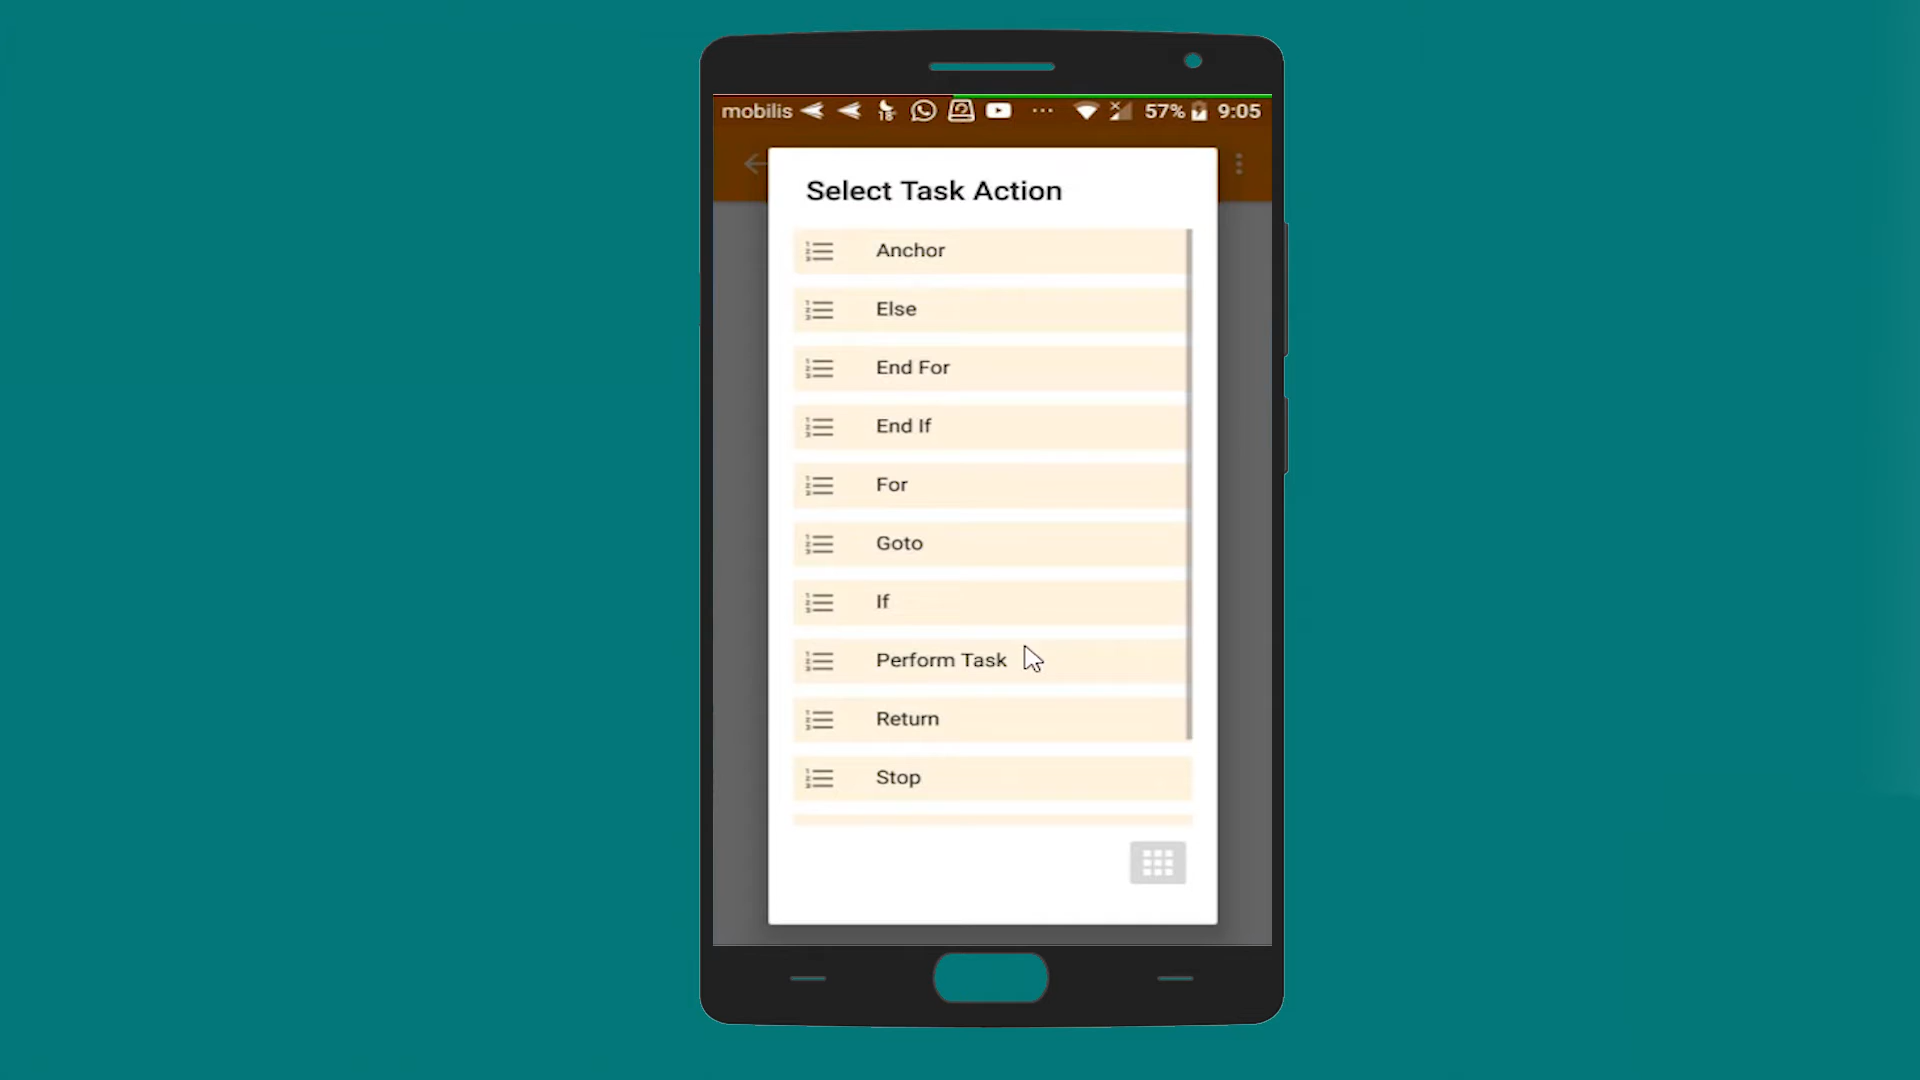 mobilis 18+ 57% 9:05
Select Task Action
Anchor
Else
End For
End If
For
Goto
If
Perform Task
Return
Stop